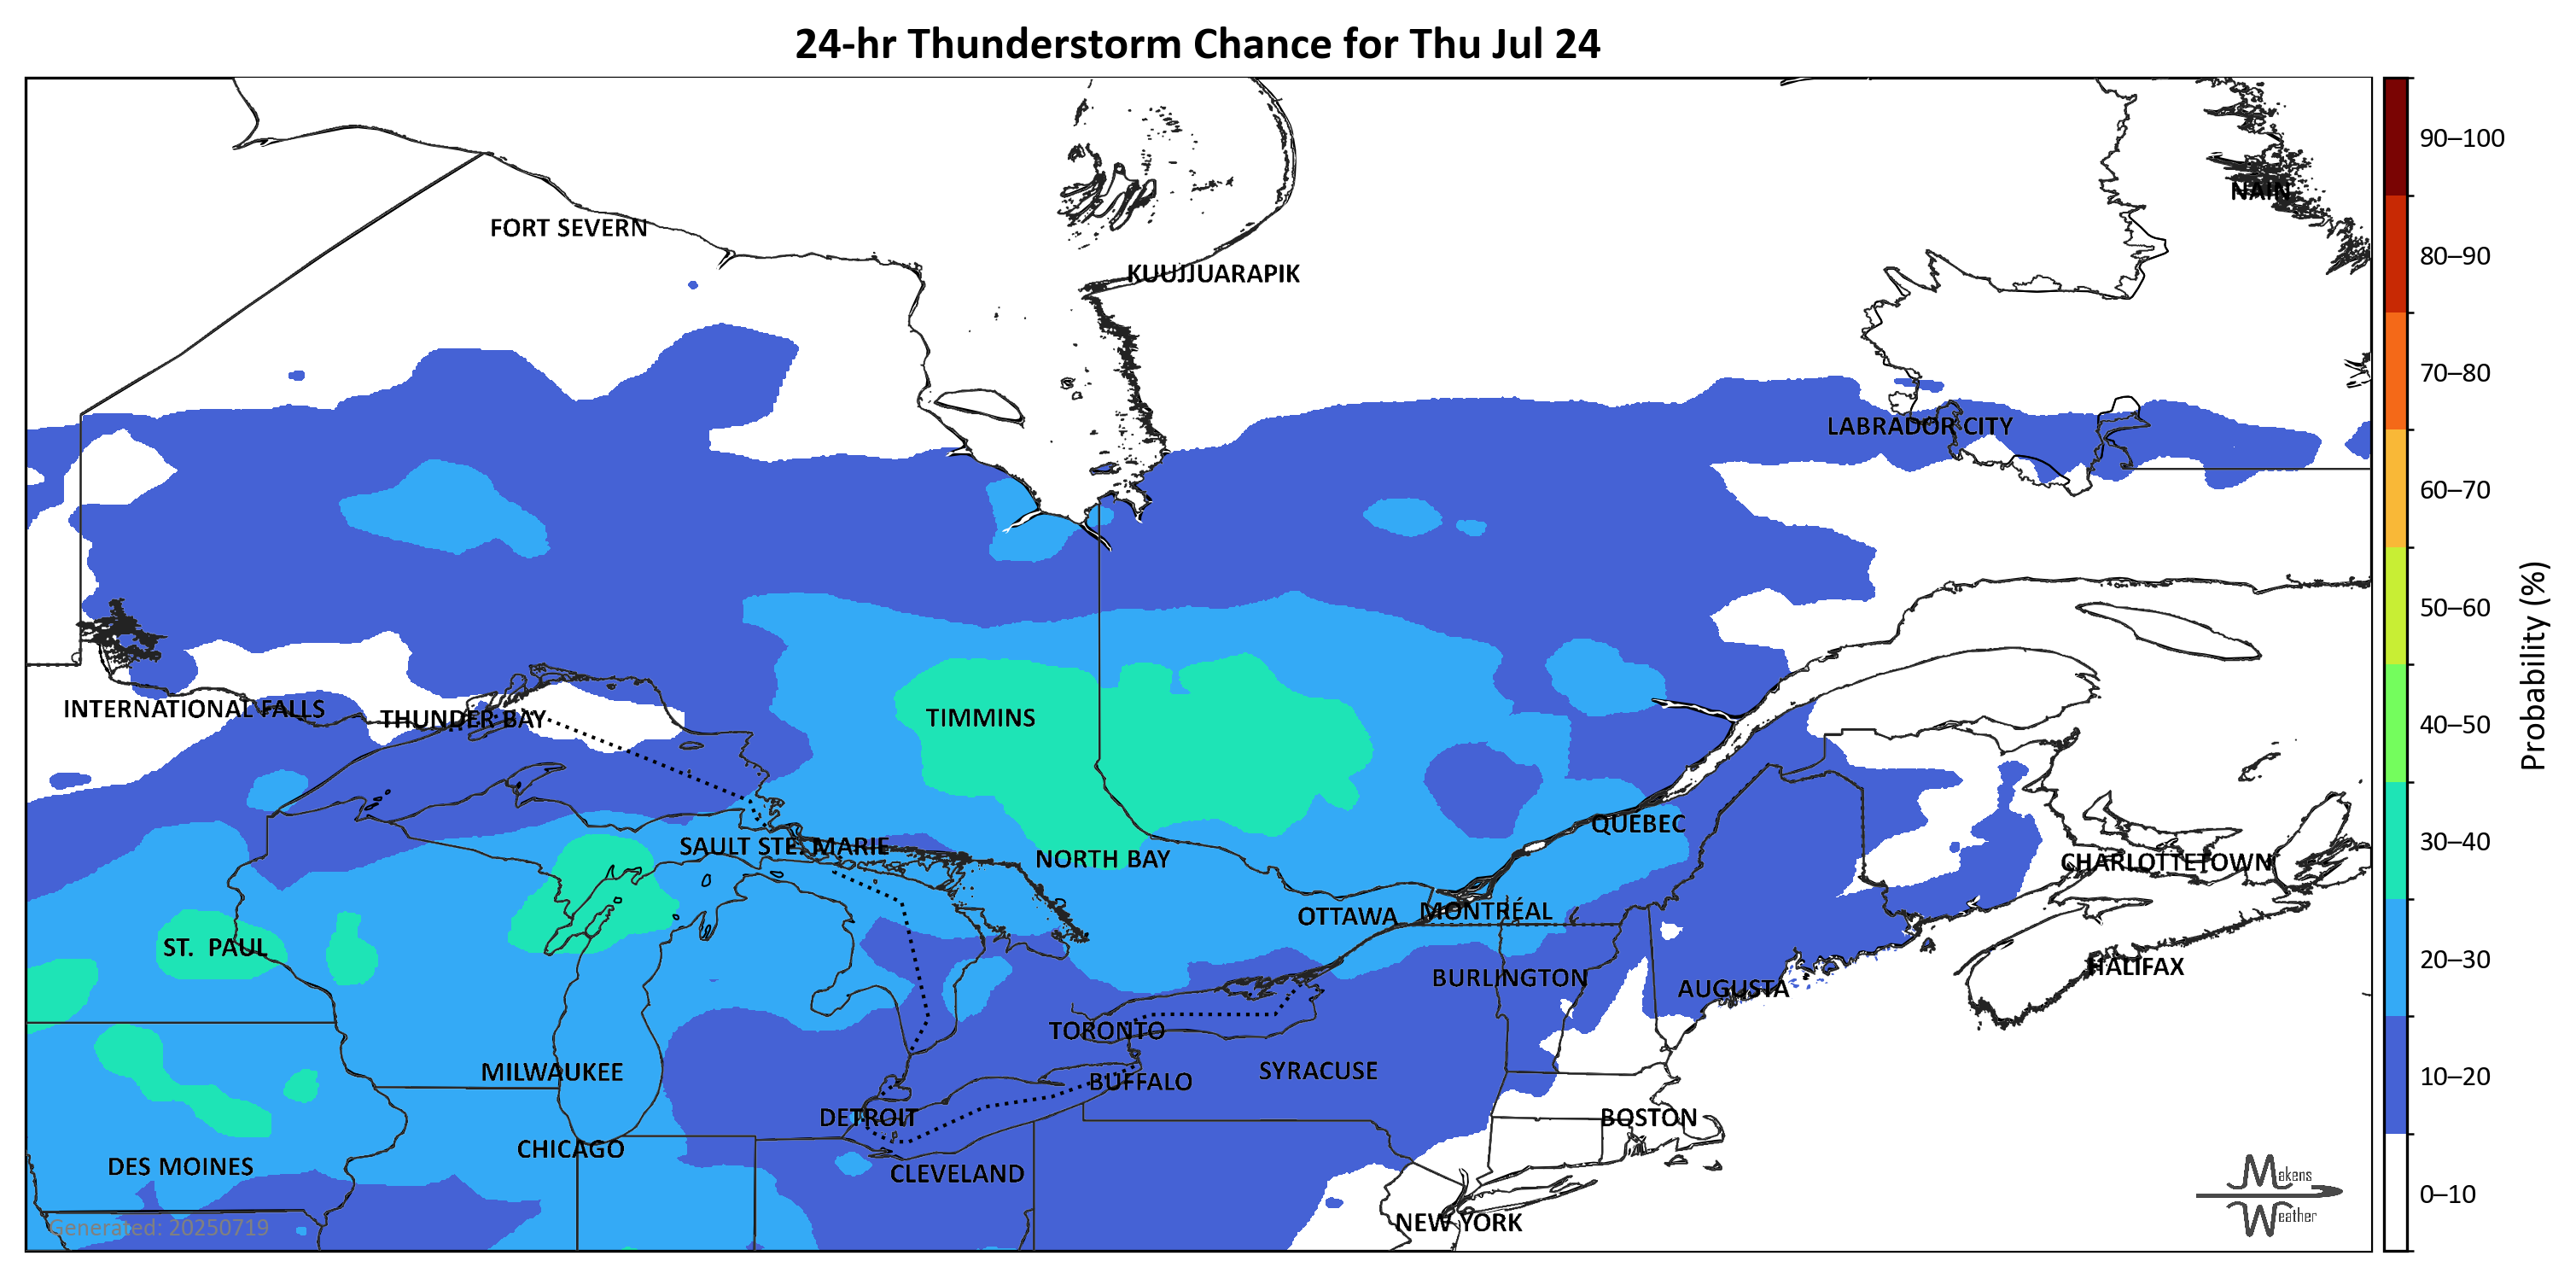 24-hr Thunderstorm Chance for Thu Jul 24
90–100
NAIN
FORT SEVERN
80–90
KUUJJUARAPIK
70–80
LABRADOR CITY
60–70
50–60
Probability (%)
INTERNATIONAL FALLS
THUNDER BAY
TIMMINS
40–50
QUEBEC
SAULT STE. MARIE
30–40
NORTH BAY
CHARLOTTETOWN
OTTAWA
MONTRÉAL
ST. PAUL
20–30
HALIFAX
BURLINGTON
AUGUSTA
TORONTO
MILWAUKEE
SYRACUSE
10–20
BUFFALO
DETROIT
BOSTON
CHICAGO
DES MOINES
CLEVELAND
Makens
Weather
0–10
NEW YORK
Generated: 20250719